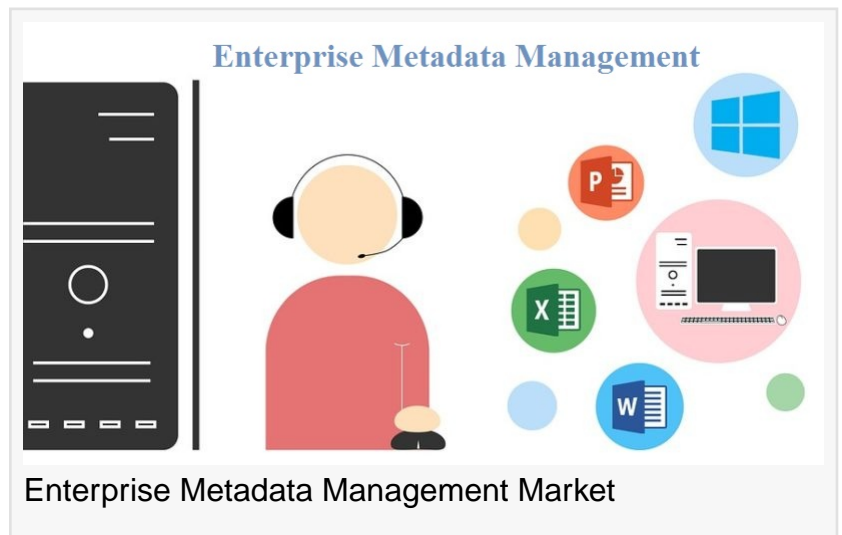 Enterprise Metadata Management
P
X
W
Enterprise Metadata Management Market